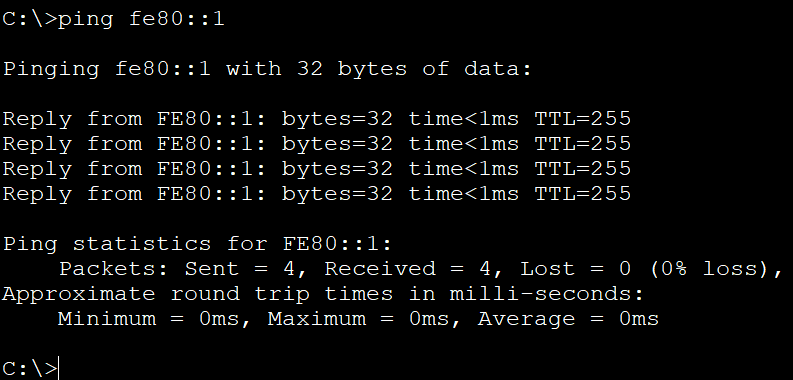 C:\>ping fe80::1
Pinging fe80::1 with 32 bytes of data:
Reply from FE80::1: bytes=32 time<1ms TTL=255
Reply from FE80::1: bytes=32 time<1ms TTL=255
Reply from FE80::1: bytes=32 time<1ms TTL=255
Reply from FE80::1: bytes=32 time<1ms TTL=255
Ping statistics for FE80::1:
    Packets: Sent = 4, Received = 4, Lost = 0 (0% loss),
Approximate round trip times in milli-seconds:
    Minimum = 0ms, Maximum = 0ms, Average = 0ms
C:\>